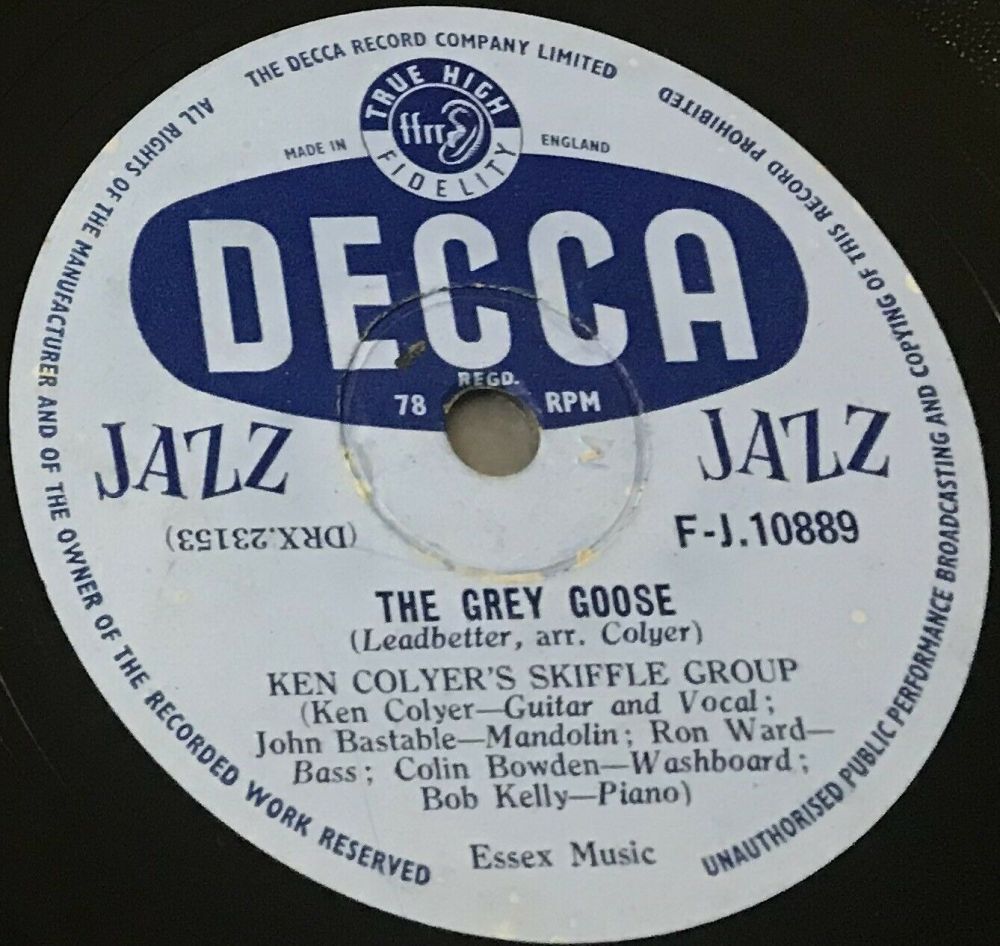 THE DECCA RECORD COMPANY LIMITED
ALL RIGHTS OF THE MANUFACTURER AND OF THE OWNER OF THE RECORDED WORK RESERVED
UNAUTHORISED PUBLIC PERFORMANCE BROADCASTING AND COPYING OF THIS RECORD PROHIBITED
TRUE HIGH
ffrr
FIDELITY
MADE IN ENGLAND
DECCA
REGD.
78 RPM
JAZZ JAZZ
(DRX.23153)
F-J.10889
THE GREY GOOSE
(Leadbetter, arr. Colyer)
KEN COLYER'S SKIFFLE GROUP
(Ken Colyer—Guitar and Vocal;
John Bastable—Mandolin; Ron Ward—
Bass; Colin Bowden—Washboard;
Bob Kelly—Piano)
Essex Music